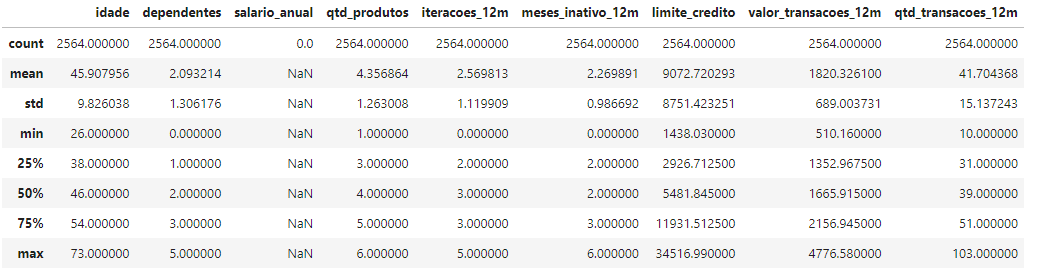 idade dependentes salario_anual qtd_produtos iteracoes_12m meses_inativo_12m limite_credito valor_transacoes_12m qtd_transacoes_12m
count 2564.000000 2564.000000 0.0 2564.000000 2564.000000 2564.000000 2564.000000 2564.000000 2564.000000
mean 45.907956 2.093214 NaN 4.356864 2.569813 2.269891 9072.720293 1820.326100 41.704368
std 9.826038 1.306176 NaN 1.263008 1.119909 0.986692 8751.423251 689.003731 15.137243
min 26.000000 0.000000 NaN 1.000000 0.000000 0.000000 1438.030000 510.160000 10.000000
25% 38.000000 1.000000 NaN 3.000000 2.000000 2.000000 2926.712500 1352.967500 31.000000
50% 46.000000 2.000000 NaN 4.000000 3.000000 2.000000 5481.845000 1665.915000 39.000000
75% 54.000000 3.000000 NaN 5.000000 3.000000 3.000000 11931.512500 2156.945000 51.000000
max 73.000000 5.000000 NaN 6.000000 5.000000 6.000000 34516.990000 4776.580000 103.000000